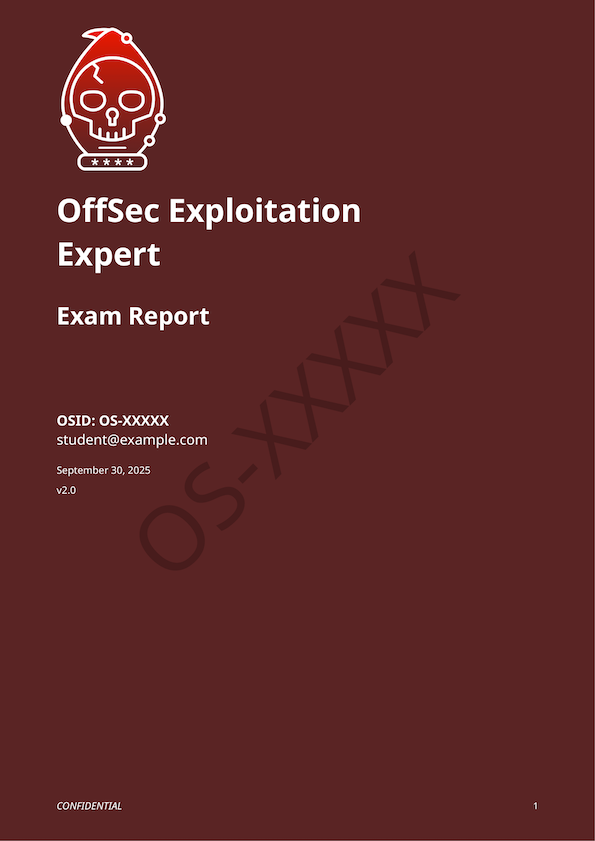 ****
OffSec Exploitation
Expert
Exam Report
OS-XXXXX
OSID: OS-XXXXX
student@example.com
September 30, 2025
v2.0
CONFIDENTIAL
1